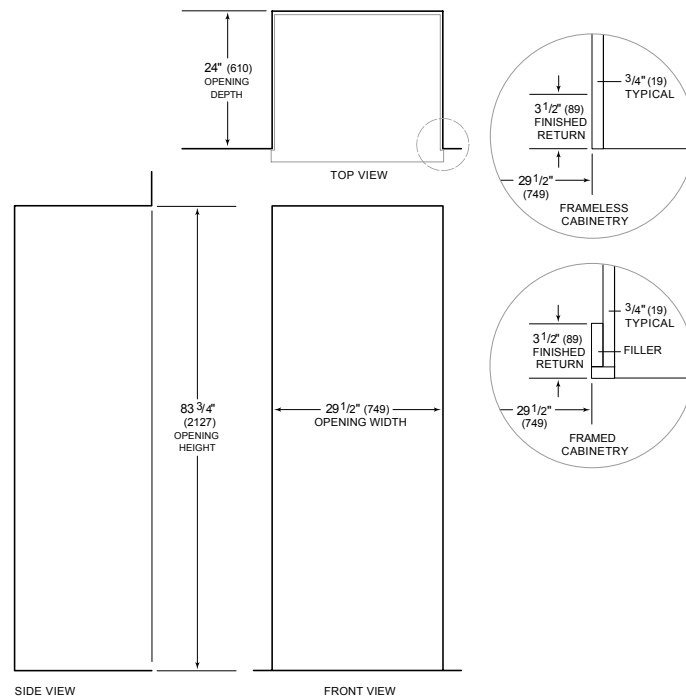 24" (610)
OPENING
DEPTH
TOP VIEW
3/4" (19)
TYPICAL
3 1/2" (89)
FINISHED
RETURN
29 1/2"
(749)
FRAMELESS
CABINETRY
3/4" (19)
TYPICAL
3 1/2" (89)
FINISHED
RETURN
FILLER
29 1/2"
(749)
FRAMED
CABINETRY
83 3/4"
(2127)
OPENING
HEIGHT
29 1/2" (749)
OPENING WIDTH
SIDE VIEW
FRONT VIEW